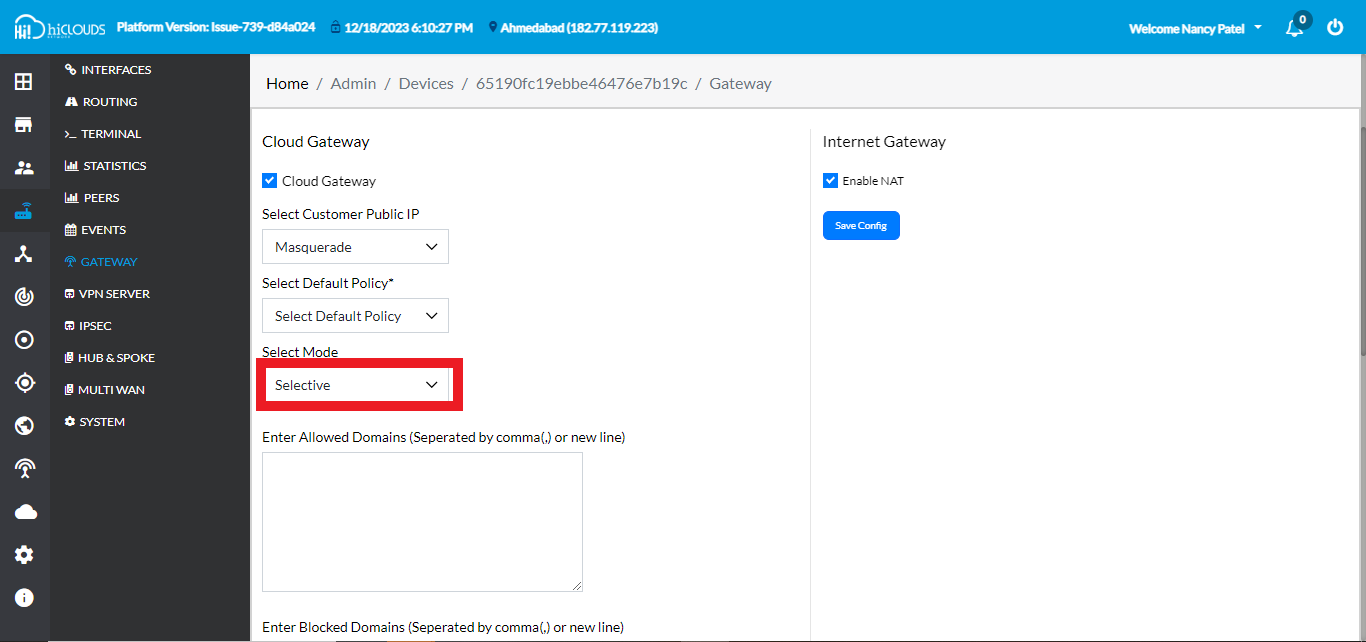 hiCLOUDS
NETWORK
Platform Version: Issue-739-d84a024
12/18/2023 6:10:27 PM
Ahmedabad (182.77.119.223)
Welcome Nancy Patel
0
INTERFACES
ROUTING
TERMINAL
STATISTICS
PEERS
EVENTS
GATEWAY
VPN SERVER
IPSEC
HUB & SPOKE
MULTI WAN
SYSTEM
Home / Admin / Devices / 65190fc19ebbe46476e7b19c / Gateway
Cloud Gateway
Cloud Gateway
Select Customer Public IP
Masquerade
Select Default Policy*
Select Default Policy
Select Mode
Selective
Enter Allowed Domains (Seperated by comma(,) or new line)
Enter Blocked Domains (Seperated by comma(,) or new line)
Internet Gateway
Enable NAT
Save Config